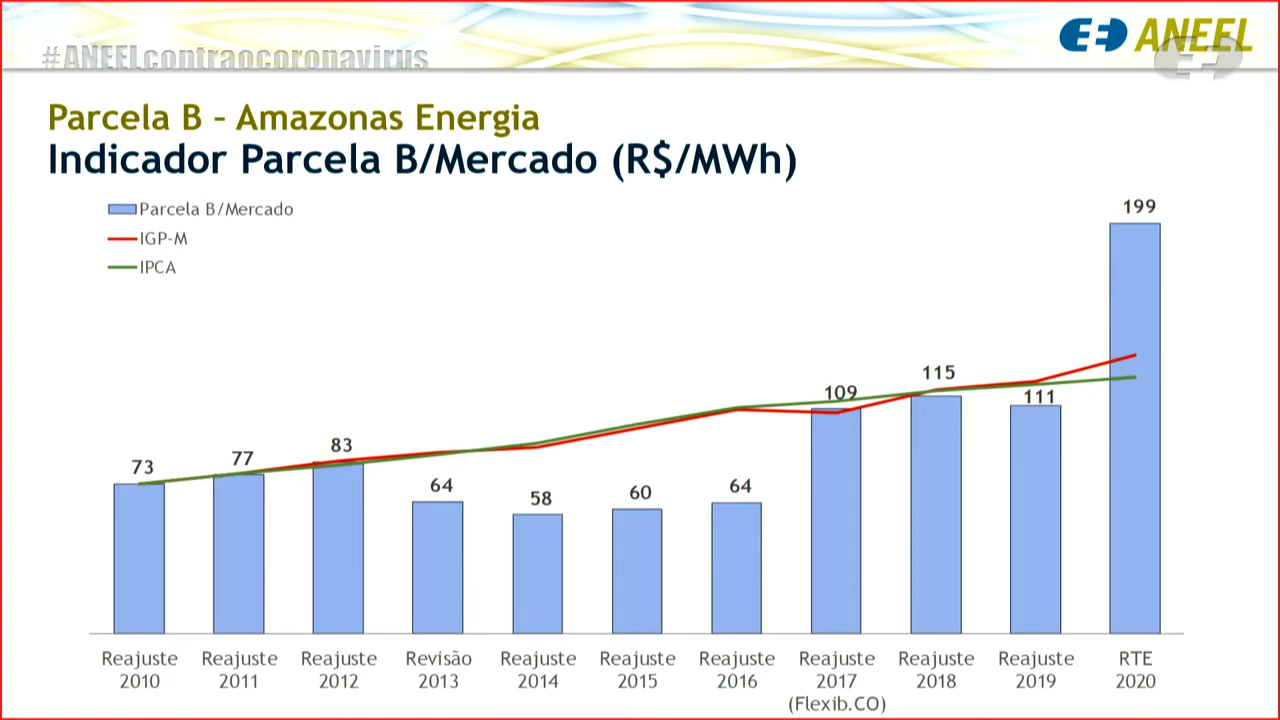 #ANEELcontraocoronavirus
ANEEL
Parcela B – Amazonas Energia
Indicador Parcela B/Mercado (R$/MWh)
Parcela B/Mercado
IGP-M
IPCA
73
77
83
64
58
60
64
109
115
111
199
Reajuste 2010
Reajuste 2011
Reajuste 2012
Revisão 2013
Reajuste 2014
Reajuste 2015
Reajuste 2016
Reajuste 2017 (Flexib.CO)
Reajuste 2018
Reajuste 2019
RTE 2020